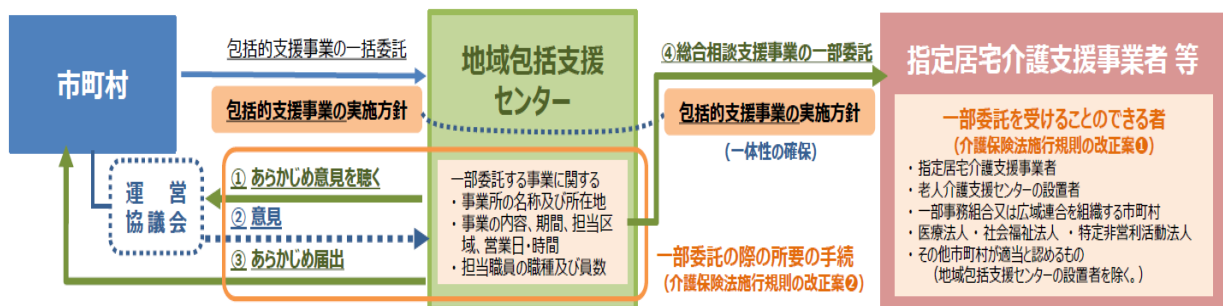 市町村
運 営
協議会
包括的支援事業の一括委託
包括的支援事業の実施方針
① あらかじめ意見を聴く
② 意見
③ あらかじめ届出
地域包括支援
センター
一部委託する事業に関する
・ 事業所の名称及び所在地
・ 事業の内容、期間、担当区
域、営業日・時間
・ 担当職員の職種及び員数
④総合相談支援事業の一部委託
包括的支援事業の実施方針
(一体性の確保)
一部委託の際の所要の手続
(介護保険法施行規則の改正案❷)
指定居宅介護支援事業者 等
一部委託を受けることのできる者
(介護保険法施行規則の改正案❶)
・ 指定居宅介護支援事業者
・ 老人介護支援センターの設置者
・ 一部事務組合又は広域連合を組織する市町村
・ 医療法人 ・社会福祉法人 ・特定非営利活動法人
・ その他市町村が適当と認めるもの
(地域包括支援センターの設置者を除く。)